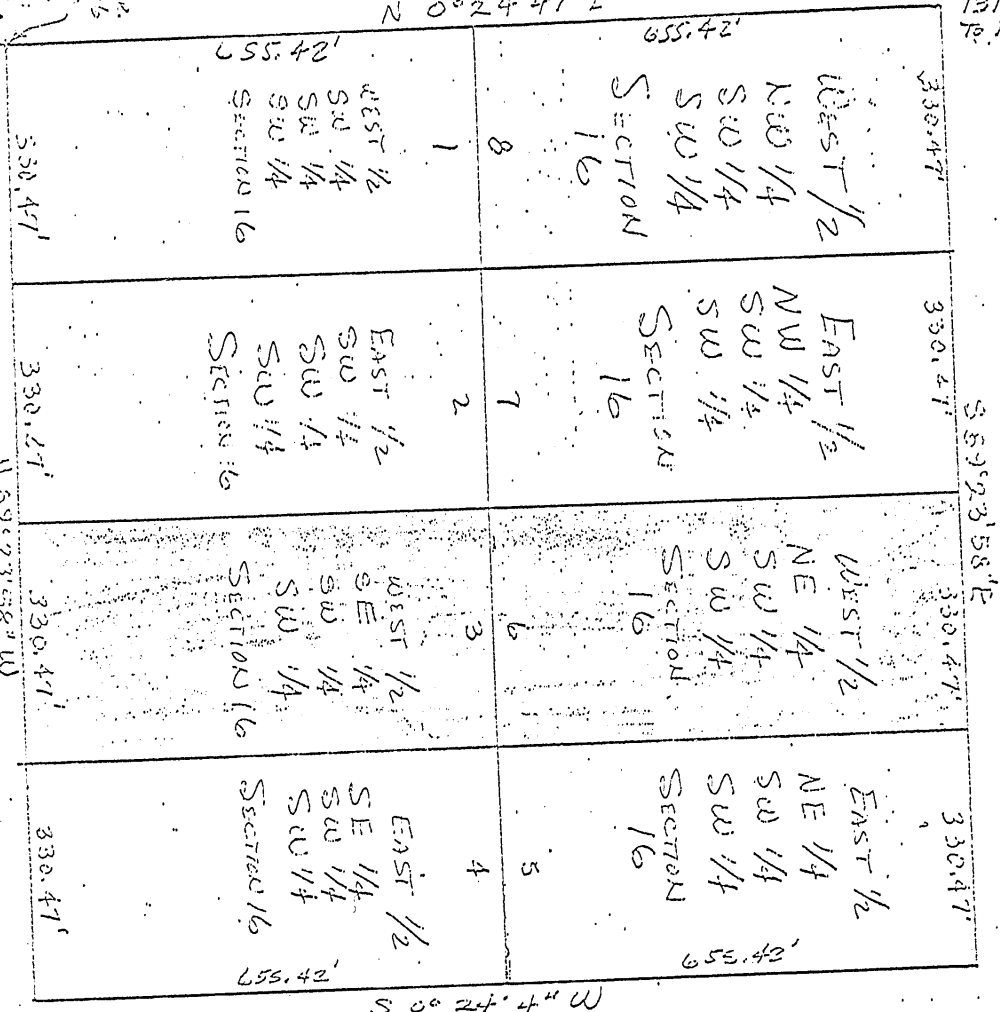 N 0° 24' 4
655.42'
655.42'
330.47'
WEST 1/2
NW 1/4
SW 1/4
SW 1/4
SECTION
16
8
330.47'
EAST 1/2
NW 1/4
SW 1/4
SW 1/4
SECTION
16
7
S 89° 23' 58" E
330.47'
WEST 1/2
NE 1/4
SW 1/4
SW 1/4
SECTION
16
6
330.47'
EAST 1/2
NE 1/4
SW 1/4
SW 1/4
SECTION
16
5
1
WEST 1/2
SW 1/4
SW 1/4
SW 1/4
SECTION 16
330.47'
2
EAST 1/2
SW 1/4
SW 1/4
SW 1/4
SECTION 16
330.47'
3
WEST 1/2
SE 1/4
SW 1/4
SW 1/4
SECTION 16
330.47'
4
EAST 1/2
SE 1/4
SW 1/4
SW 1/4
SECTION 16
330.47'
89° 23' 58" W
655.42'
655.42'
S 0° 24' 4" W